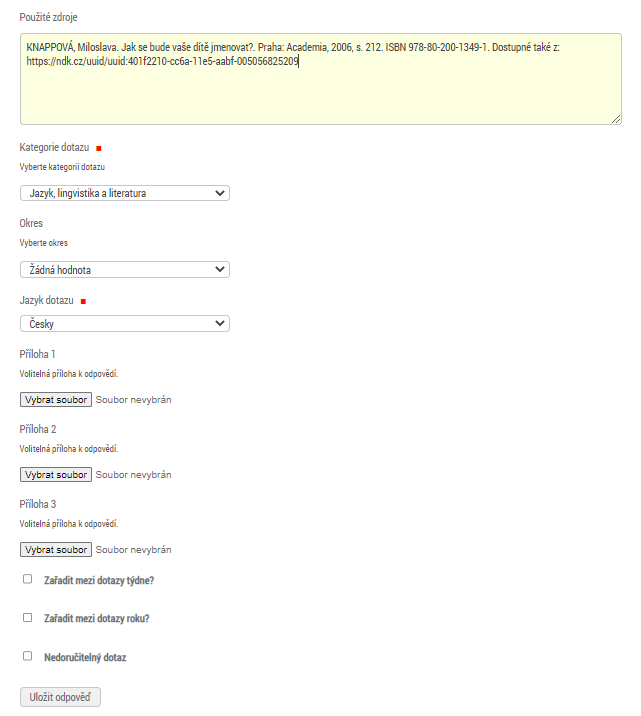 Použité zdroje
KNAPPOVÁ, Miloslava. Jak se bude vaše dítě jmenovat?. Praha: Academia, 2006, s. 212. ISBN 978-80-200-1349-1. Dostupné také z:
https://ndk.cz/uuid/uuid:401f2210-cc6a-11e5-aabf-005056825209
Kategorie dotazu
Vyberte kategorii dotazu
Jazyk, lingvistika a literatura
Okres
Vyberte okres
Žádná hodnota
Jazyk dotazu
Česky
Příloha 1
Volitelná příloha k odpovědí.
Vybrat soubor Soubor nevybrán
Příloha 2
Volitelná příloha k odpovědí.
Vybrat soubor Soubor nevybrán
Příloha 3
Volitelná příloha k odpovědí.
Vybrat soubor Soubor nevybrán
Zařadit mezi dotazy týdne?
Zařadit mezi dotazy roku?
Nedoručitelný dotaz
Uložit odpověď